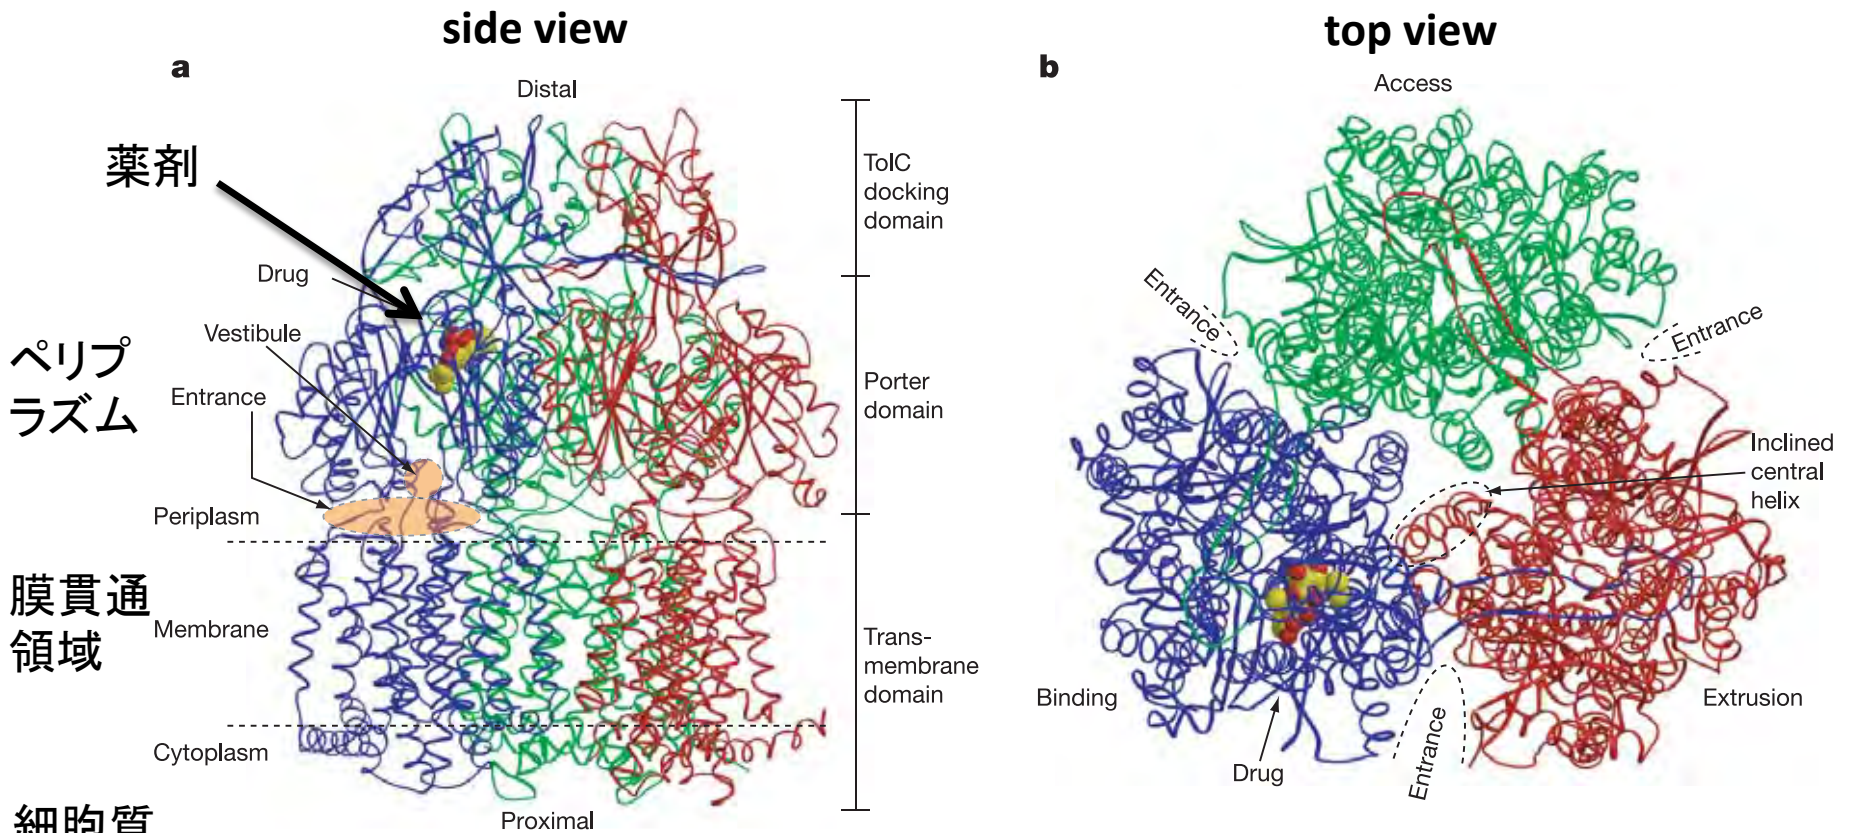 side view
a
Distal
薬剤
TolC
docking
domain
Drug
Vestibule
ペリプ
ラズム
Entrance
Porter
domain
Periplasm
膜貫通
領域
Membrane
Trans-
membrane
domain
Cytoplasm
細胞質
Proximal
top view
b
Access
Entrance
Entrance
Inclined
central
helix
Binding
Extrusion
Drug
Entrance